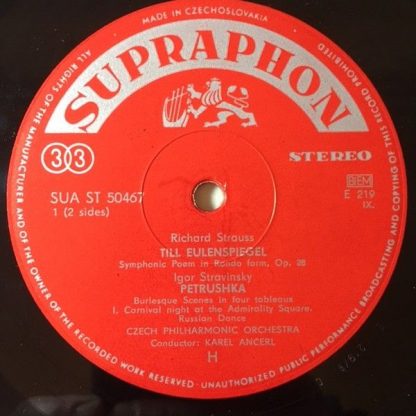 MADE IN CZECHOSLOVAKIA
SUPRAPHON
ALL RIGHTS OF THE MANUFACTURER AND OF THE OWNER OF THE RECORDED WORK RESERVED - UNAUTHORIZED PUBLIC PERFORMANCE BROADCASTING AND COPYING OF THIS RECORD PROHIBITED
33
STEREO
SUA ST 50467
1 (2 sides)
BIEM
E 219
IX.
Richard Strauss
TILL EULENSPIEGEL
Symphonic Poem in Rondo form, Op. 28
Igor Stravinsky
PETRUSHKA
Burlesque Scenes in four tableaux
I. Carnival night at the Admirality Square,
Russian Dance
CZECH PHILHARMONIC ORCHESTRA
Conductor: KAREL ANCERL
H